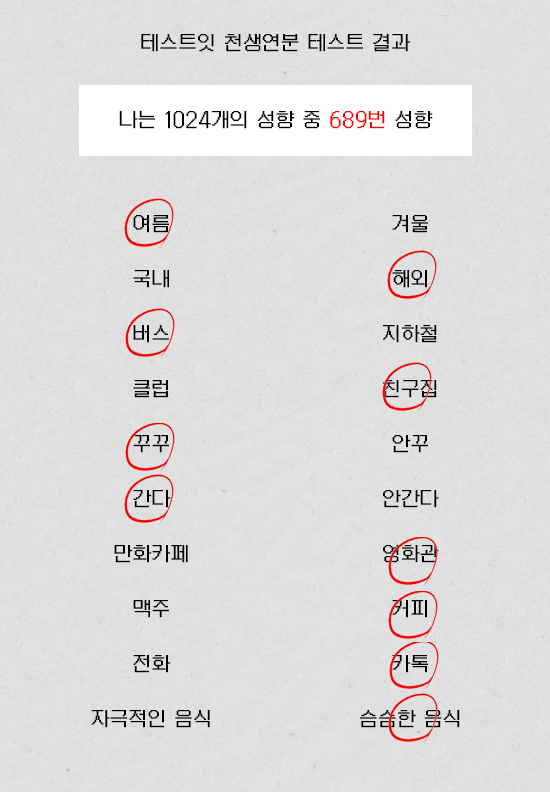 테스트잇 천생연분 테스트 결과
나는 1024개의 성향 중 689번 성향
여름 겨울
국내 해외
버스 지하철
클럽 친구집
꾸꾸 안꾸
간다 안간다
만화카페 영화관
맥주 커피
전화 카톡
자극적인 음식 슴슴한 음식